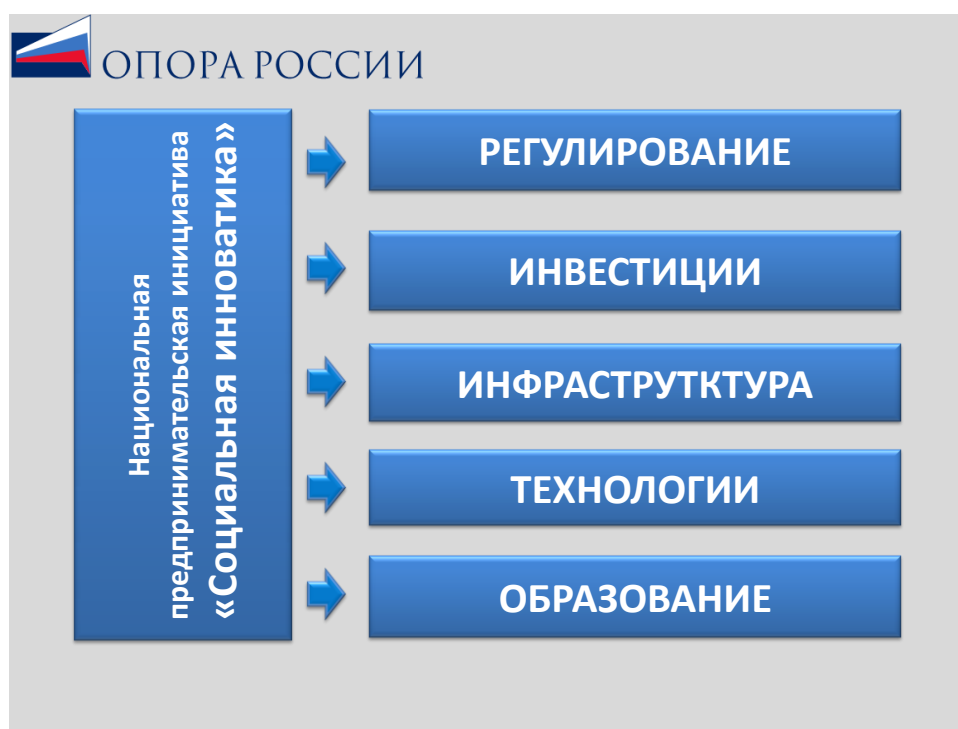 ОПОРА РОССИИ
Национальная
предпринимательская инициатива
«Социальная инноватика»
РЕГУЛИРОВАНИЕ
ИНВЕСТИЦИИ
ИНФРАСТРУТКТУРА
ТЕХНОЛОГИИ
ОБРАЗОВАНИЕ